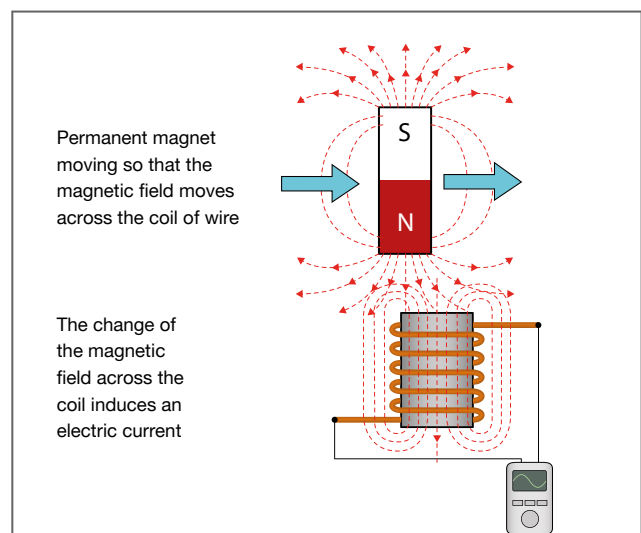 S
Permanent magnet
moving so that the
magnetic field moves
across the coil of wire
N
The change of
the magnetic
field across the
coil induces an
electric current